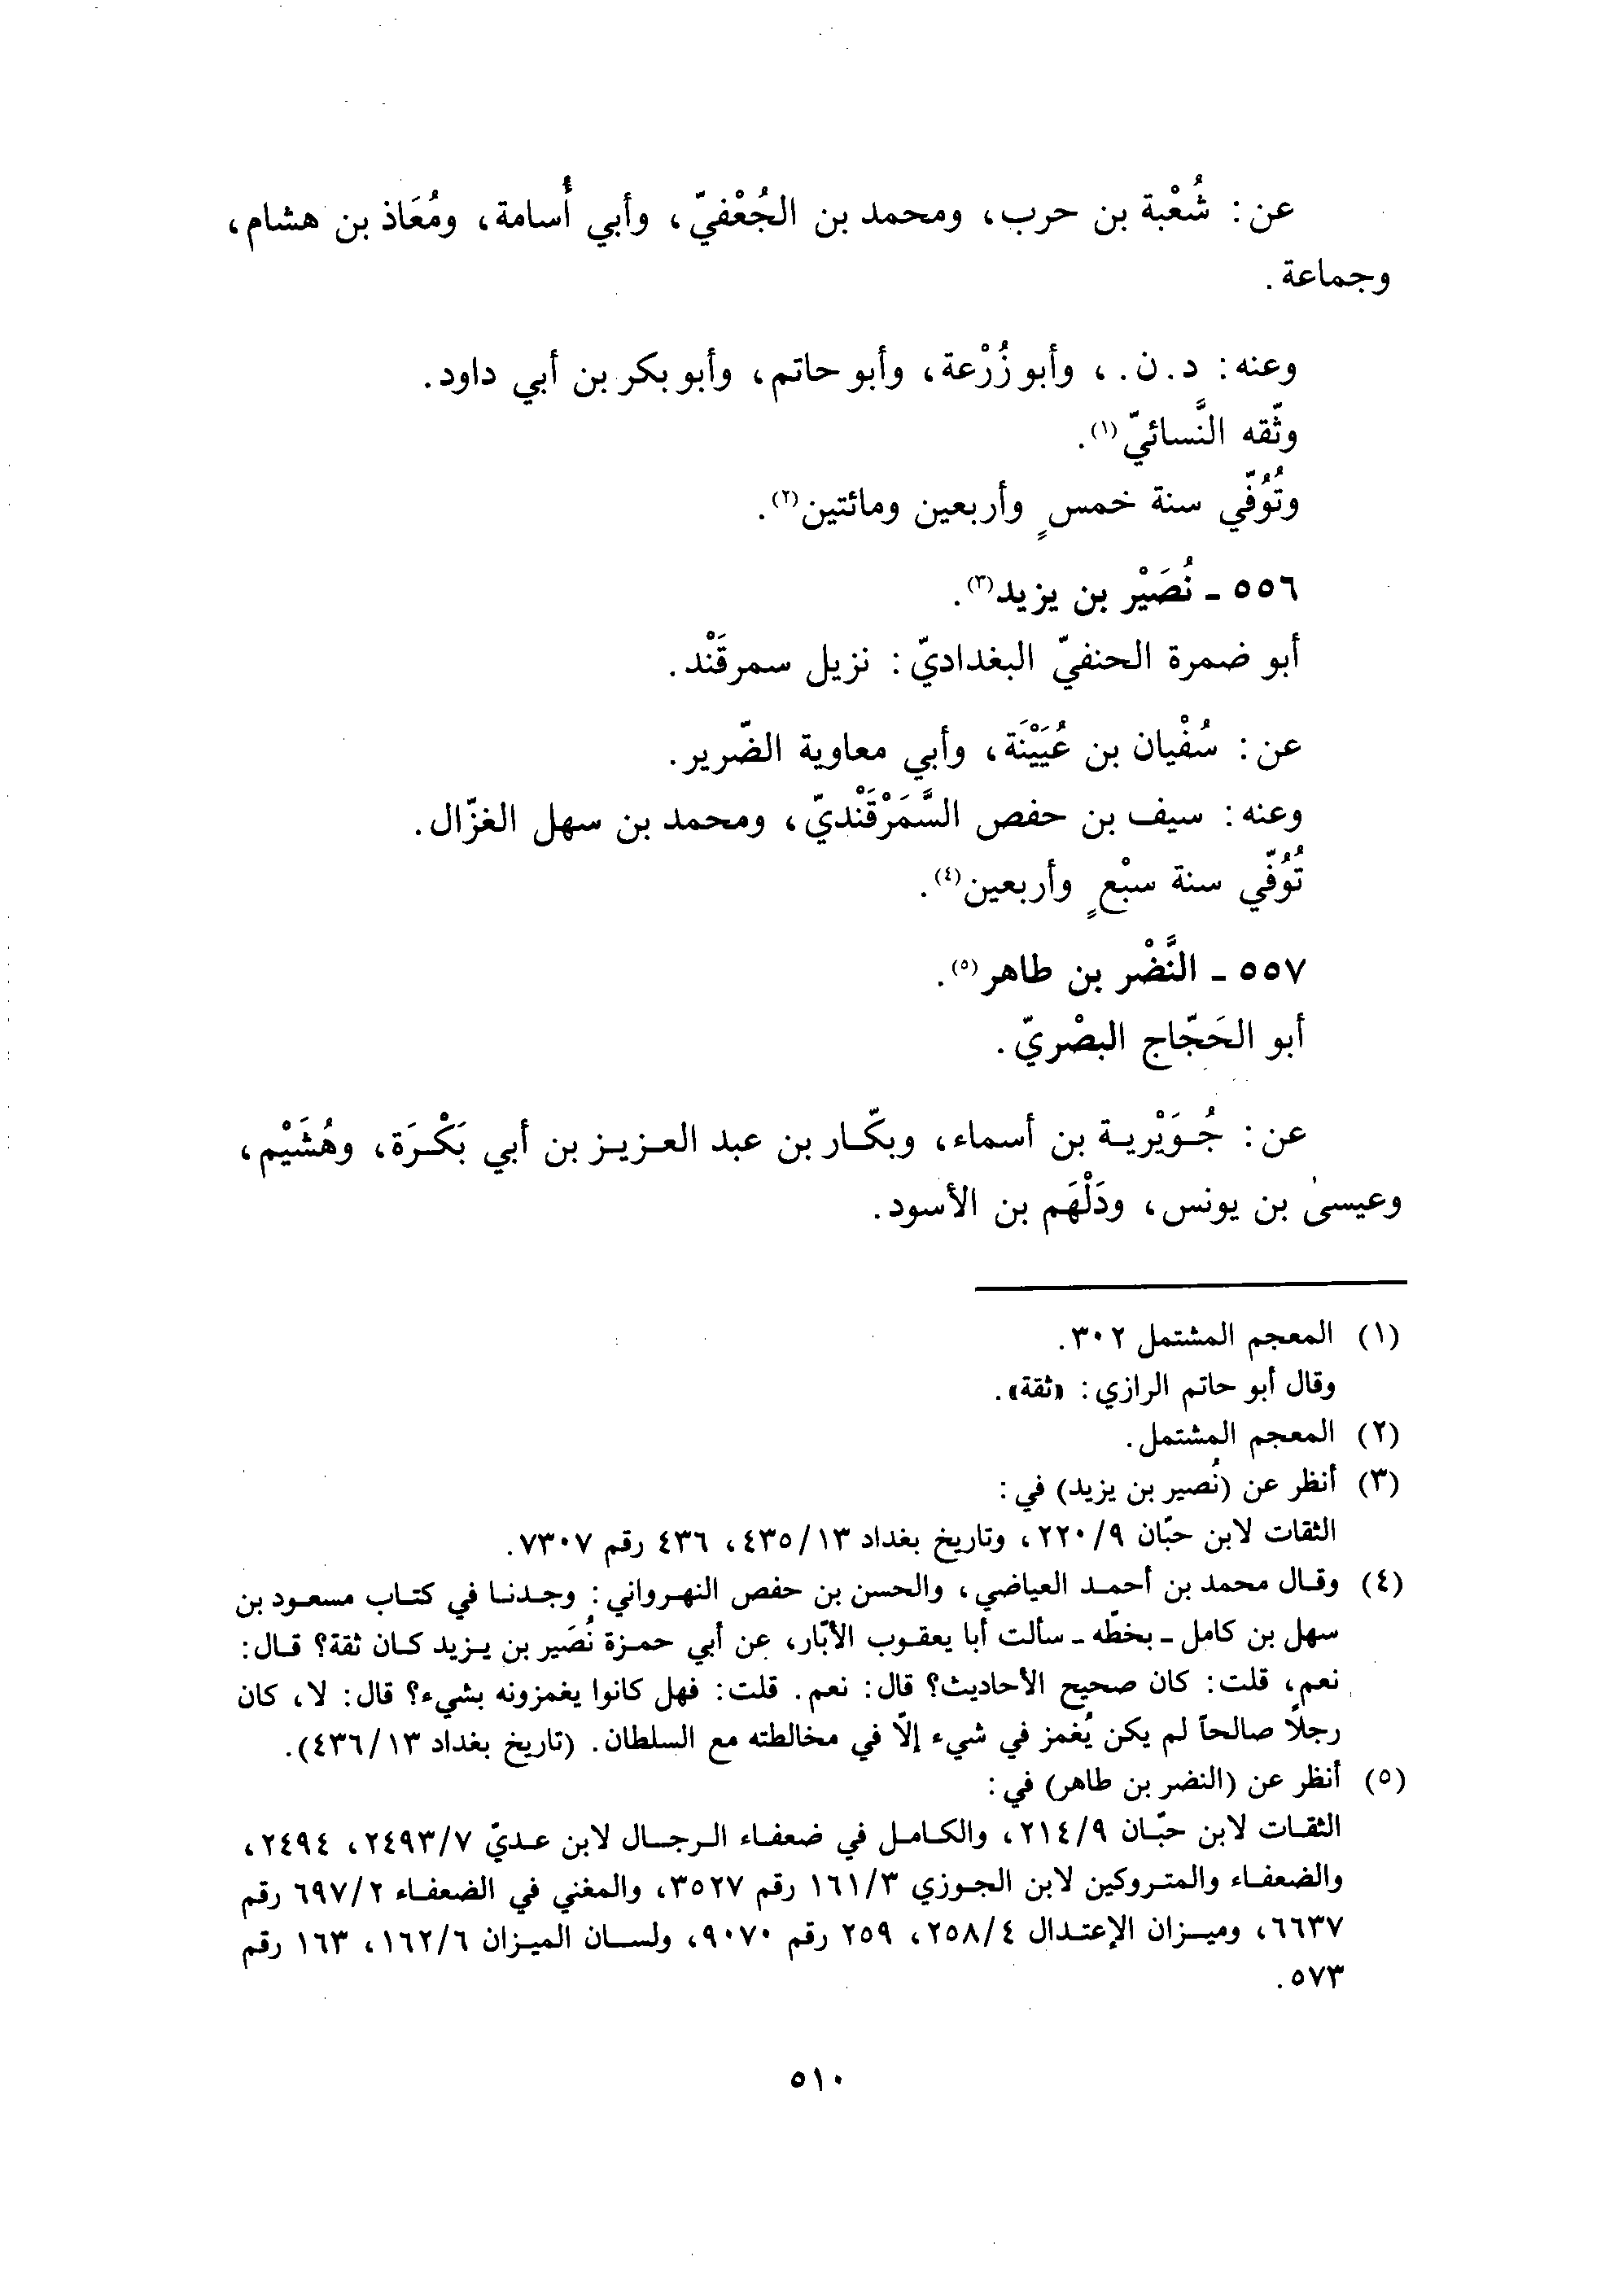 عن: شُعْبة بن حرب، ومحمد بن الجُعْفيّ، وأبي أُسامة، ومُعَاذ بن هشام،
وجماعة.
وعنه: د. ن.، وأبو زُرْعة، وأبو حاتم، وأبو بكر بن أبي داود.
وثّقه النَّسائيّ(١).
وتُوُفّي سنة خمسٍ وأربعين ومائتين(٢).
٥٥٦ ـ نُصَيْر بن يزيد(٣).
أبو ضمرة الحنفيّ البغداديّ: نزيل سمرقَنْد.
عن: سُفْيان بن عُيَيْنَة، وأبي معاوية الضّرير.
وعنه: سيف بن حفص السَّمَرْقَنْديّ، ومحمد بن سهل الغزّال.
تُوُفّي سنة سبْعٍ وأربعين(٤).
٥٥٧ ـ النَّضْر بن طاهر(٥).
أبو الحَجّاج البصْريّ.
عن: جُوَيْرية بن أسماء، وبكّار بن عبد العزيز بن أبي بَكْرَة، وهُشَيْم،
وعيسىٰ بن يونس، ودَلْهَم بن الأسود.
(١) المعجم المشتمل ٣٠٢.
وقال أبو حاتم الرازي: «ثقة».
(٢) المعجم المشتمل.
(٣) أنظر عن (نُصير بن يزيد) في:
الثقات لابن حبّان ٢٢٠/٩، وتاريخ بغداد ٤٣٥/١٣، ٤٣٦ رقم ٧٣٠٧.
(٤) وقال محمد بن أحمد العياضي، والحسن بن حفص النهرواني: وجدنا في كتاب مسعود بن
سهل بن كامل ـ بخطّه ـ سألت أبا يعقوب الأبّار، عن أبي حمزة نُصَير بن يزيد كان ثقة؟ قال:
نعم، قلت: كان صحيح الأحاديث؟ قال: نعم. قلت: فهل كانوا يغمزونه بشيء؟ قال: لا، كان
رجلاً صالحاً لم يكن يُغمز في شيء إلّا في مخالطته مع السلطان. (تاريخ بغداد ٤٣٦/١٣).
(٥) أنظر عن (النضر بن طاهر) في:
الثقات لابن حبّان ٢١٤/٩، والكامل في ضعفاء الرجال لابن عديّ ٢٤٩٣/٧، ٢٤٩٤،
والضعفاء والمتروكين لابن الجوزي ١٦١/٣ رقم ٣٥٢٧، والمغني في الضعفاء ٦٩٧/٢ رقم
٦٦٣٧، وميزان الإعتدال ٢٥٨/٤، ٢٥٩ رقم ٩٠٧٠، ولسان الميزان ١٦٢/٦، ١٦٣ رقم
٥٧٣.
٥١٠